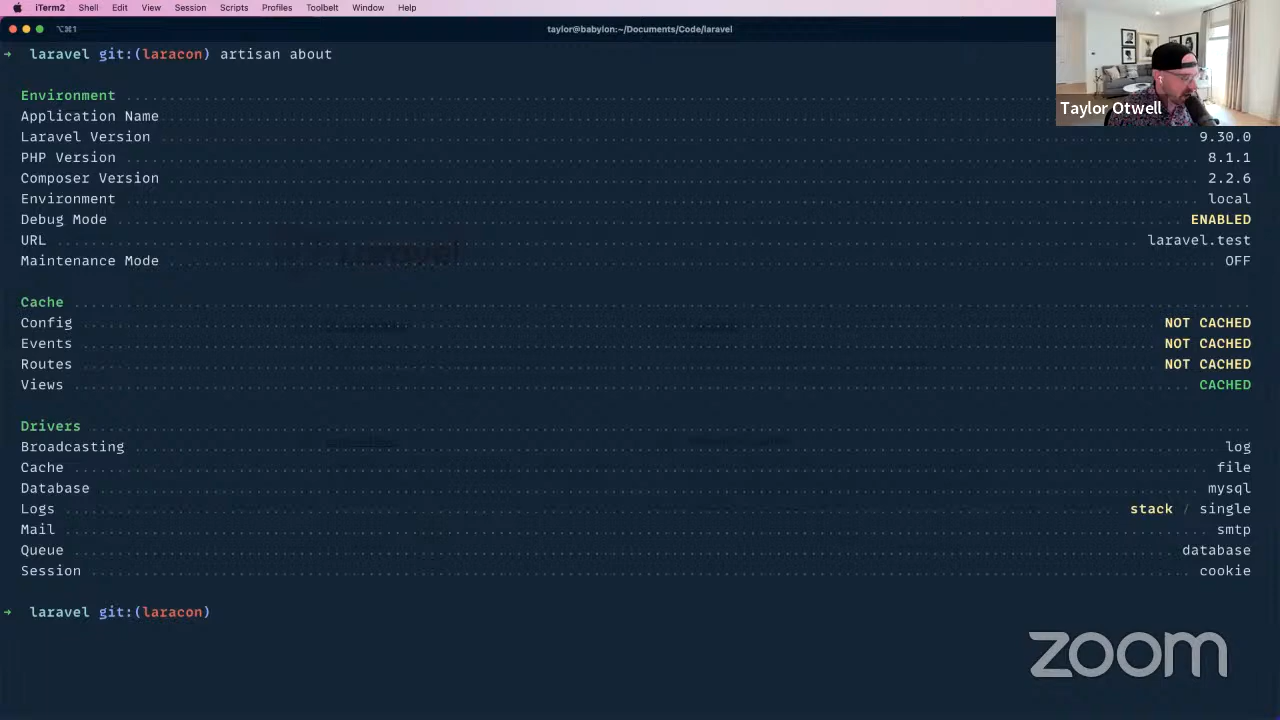 iTerm2 Shell Edit View Session Scripts Profiles Toolbelt Window Help
⌥⌘1 taylor@babylon:~/Documents/Code/laravel
→ laravel git:(laracon) artisan about
Taylor Otwell
Environment
Application Name
Laravel Version 9.30.0
PHP Version 8.1.1
Composer Version 2.2.6
Environment local
Debug Mode ENABLED
URL laravel.test
Maintenance Mode OFF
Cache
Config NOT CACHED
Events NOT CACHED
Routes NOT CACHED
Views CACHED
Drivers
Broadcasting log
Cache file
Database mysql
Logs stack / single
Mail smtp
Queue database
Session cookie
→ laravel git:(laracon)
zoom